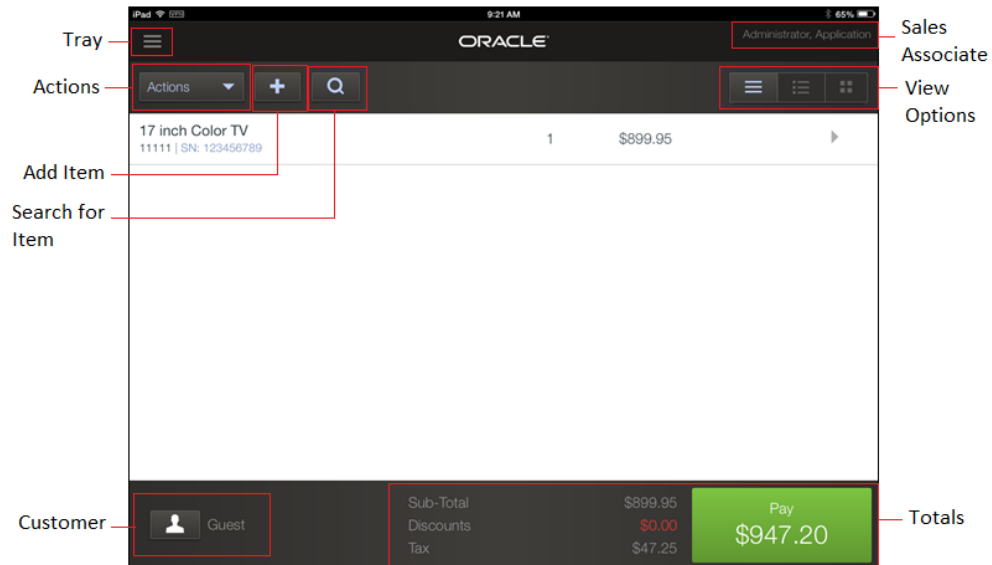 iPad
9:21 AM
65%
Tray
ORACLE
Administrator, Application
Sales
Associate
Actions
Actions
View
Options
17 inch Color TV
11111 | SN: 123456789
1
$899.95
Add Item
Search for
Item
Customer
Guest
Sub-Total $899.95
Discounts $0.00
Tax $47.25
Pay
$947.20
Totals